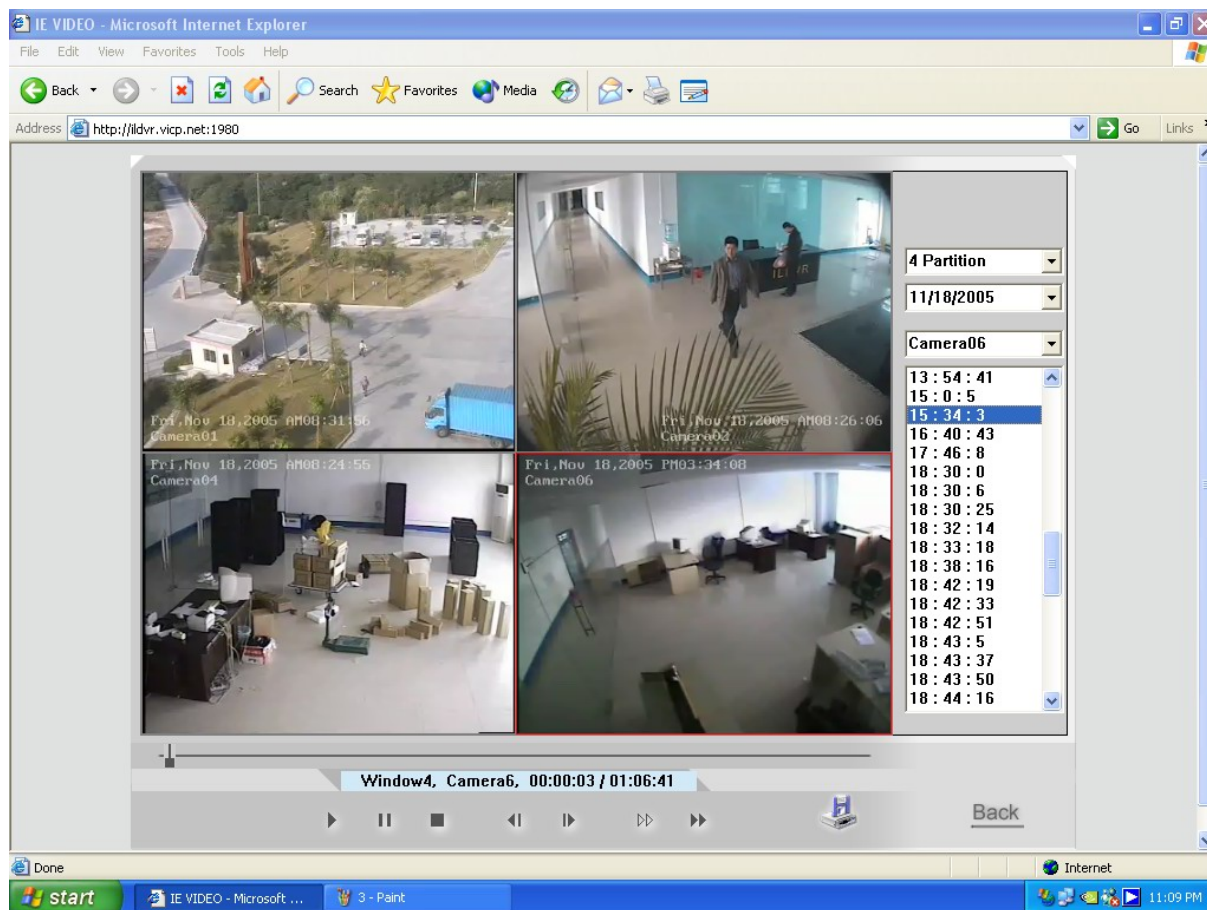 IE VIDEO - Microsoft Internet Explorer
File Edit View Favorites Tools Help
Back Search Favorites Media
Address http://ildvr.vicp.net:1980 Go Links
Fri,Nov 18,2005 AM08:31:56
Camera01
ILDVR
Fri,Nov 18,2005 AM08:26:06
Camera02
Fri,Nov 18,2005 AM08:24:55
Camera04
Fri,Nov 18,2005 PM03:34:08
Camera06
4 Partition
11/18/2005
Camera06
13 : 54 : 41
15 : 0 : 5
15 : 34 : 3
16 : 40 : 43
17 : 46 : 8
18 : 30 : 0
18 : 30 : 6
18 : 30 : 25
18 : 32 : 14
18 : 33 : 18
18 : 38 : 16
18 : 42 : 19
18 : 42 : 33
18 : 42 : 51
18 : 43 : 5
18 : 43 : 37
18 : 43 : 50
18 : 44 : 16
Window4, Camera6, 00:00:03 / 01:06:41
Back
Done Internet
start IE VIDEO - Microsoft ... 3 - Paint 11:09 PM